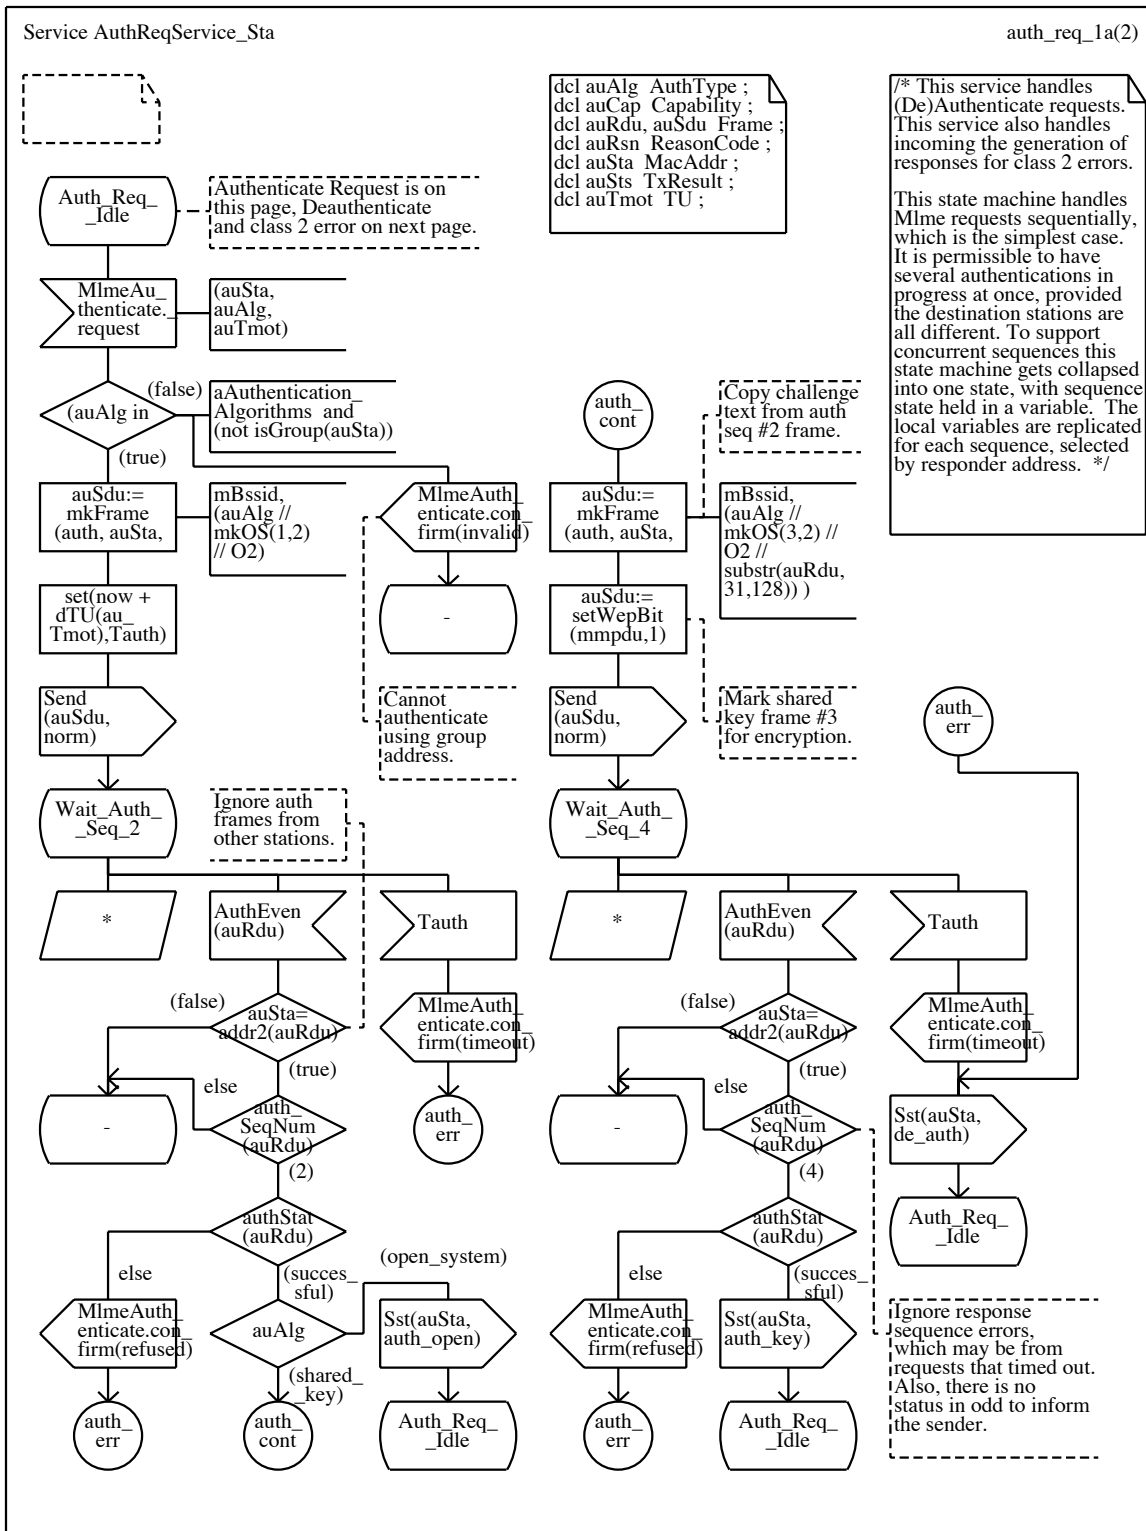 Service AuthReqService_Sta
auth_req_1a(2)
dcl auAlg AuthType ;
dcl auCap Capability ;
dcl auRdu, auSdu Frame ;
dcl auRsn ReasonCode ;
dcl auSta MacAddr ;
dcl auSts TxResult ;
dcl auTmot TU ;
/* This service handles
(De)Authenticate requests.
This service also handles
incoming the generation of
responses for class 2 errors.
This state machine handles
Mlme requests sequentially,
which is the simplest case.
It is permissible to have
several authentications in
progress at once, provided
the destination stations are
all different. To support
concurrent sequences this
state machine gets collapsed
into one state, with sequence
state held in a variable. The
local variables are replicated
for each sequence, selected
by responder address. */
Auth_Req_
_Idle
Authenticate Request is on
this page, Deauthenticate
and class 2 error on next page.
MlmeAu_
thenticate._
request
(auSta,
auAlg,
auTmot)
(auAlg in
(false)
(true)
aAuthentication_
Algorithms and
(not isGroup(auSta))
auSdu:=
mkFrame
(auth, auSta,
mBssid,
(auAlg //
mkOS(1,2)
// O2)
MlmeAuth_
enticate.con_
firm(invalid)
-
set(now +
dTU(au_
Tmot),Tauth)
Send
(auSdu,
norm)
Cannot
authenticate
using group
address.
Wait_Auth_
_Seq_2
Ignore auth
frames from
other stations.
*
AuthEven
(auRdu)
Tauth
(false)
auSta=
addr2(auRdu)
(true)
MlmeAuth_
enticate.con_
firm(timeout)
else
-
auth_
SeqNum
(auRdu)
(2)
auth_
err
authStat
(auRdu)
else
(succes_
sful)
(open_system)
MlmeAuth_
enticate.con_
firm(refused)
auAlg
Sst(auSta,
auth_open)
(shared_
_key)
auth_
err
auth_
cont
Auth_Req_
_Idle
auth_
cont
Copy challenge
text from auth
seq #2 frame.
auSdu:=
mkFrame
(auth, auSta,
mBssid,
(auAlg //
mkOS(3,2) //
O2 //
substr(auRdu,
31,128)) )
auSdu:=
setWepBit
(mmpdu,1)
Send
(auSdu,
norm)
Mark shared
key frame #3
for encryption.
auth_
err
Wait_Auth_
_Seq_4
*
AuthEven
(auRdu)
Tauth
(false)
auSta=
addr2(auRdu)
(true)
MlmeAuth_
enticate.con_
firm(timeout)
else
-
auth_
SeqNum
(auRdu)
(4)
Sst(auSta,
de_auth)
authStat
(auRdu)
Auth_Req_
_Idle
else
(succes_
sful)
MlmeAuth_
enticate.con_
firm(refused)
Sst(auSta,
auth_key)
Ignore response
sequence errors,
which may be from
requests that timed out.
Also, there is no
status in odd to inform
the sender.
auth_
err
Auth_Req_
_Idle